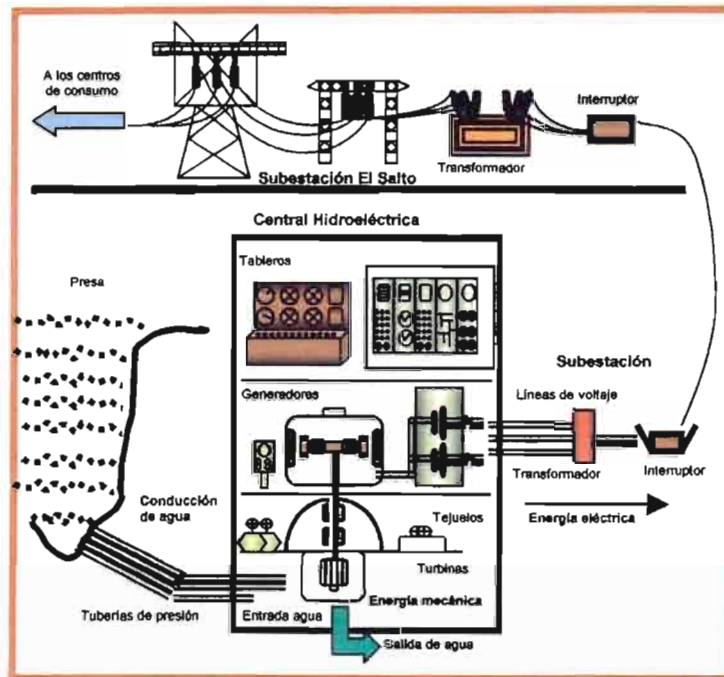 A los centros
de consumo
Interruptor
Transformador
Subestación El Salto
Central Hidroeléctrica
Tableros
Presa
Subestación
Generadores
Líneas de voltaje
Transformador
Interruptor
Conducción
de agua
Tejuelos
Energía eléctrica
Turbinas
Tuberías de presión
Entrada agua
Energía mecánica
Salida de agua